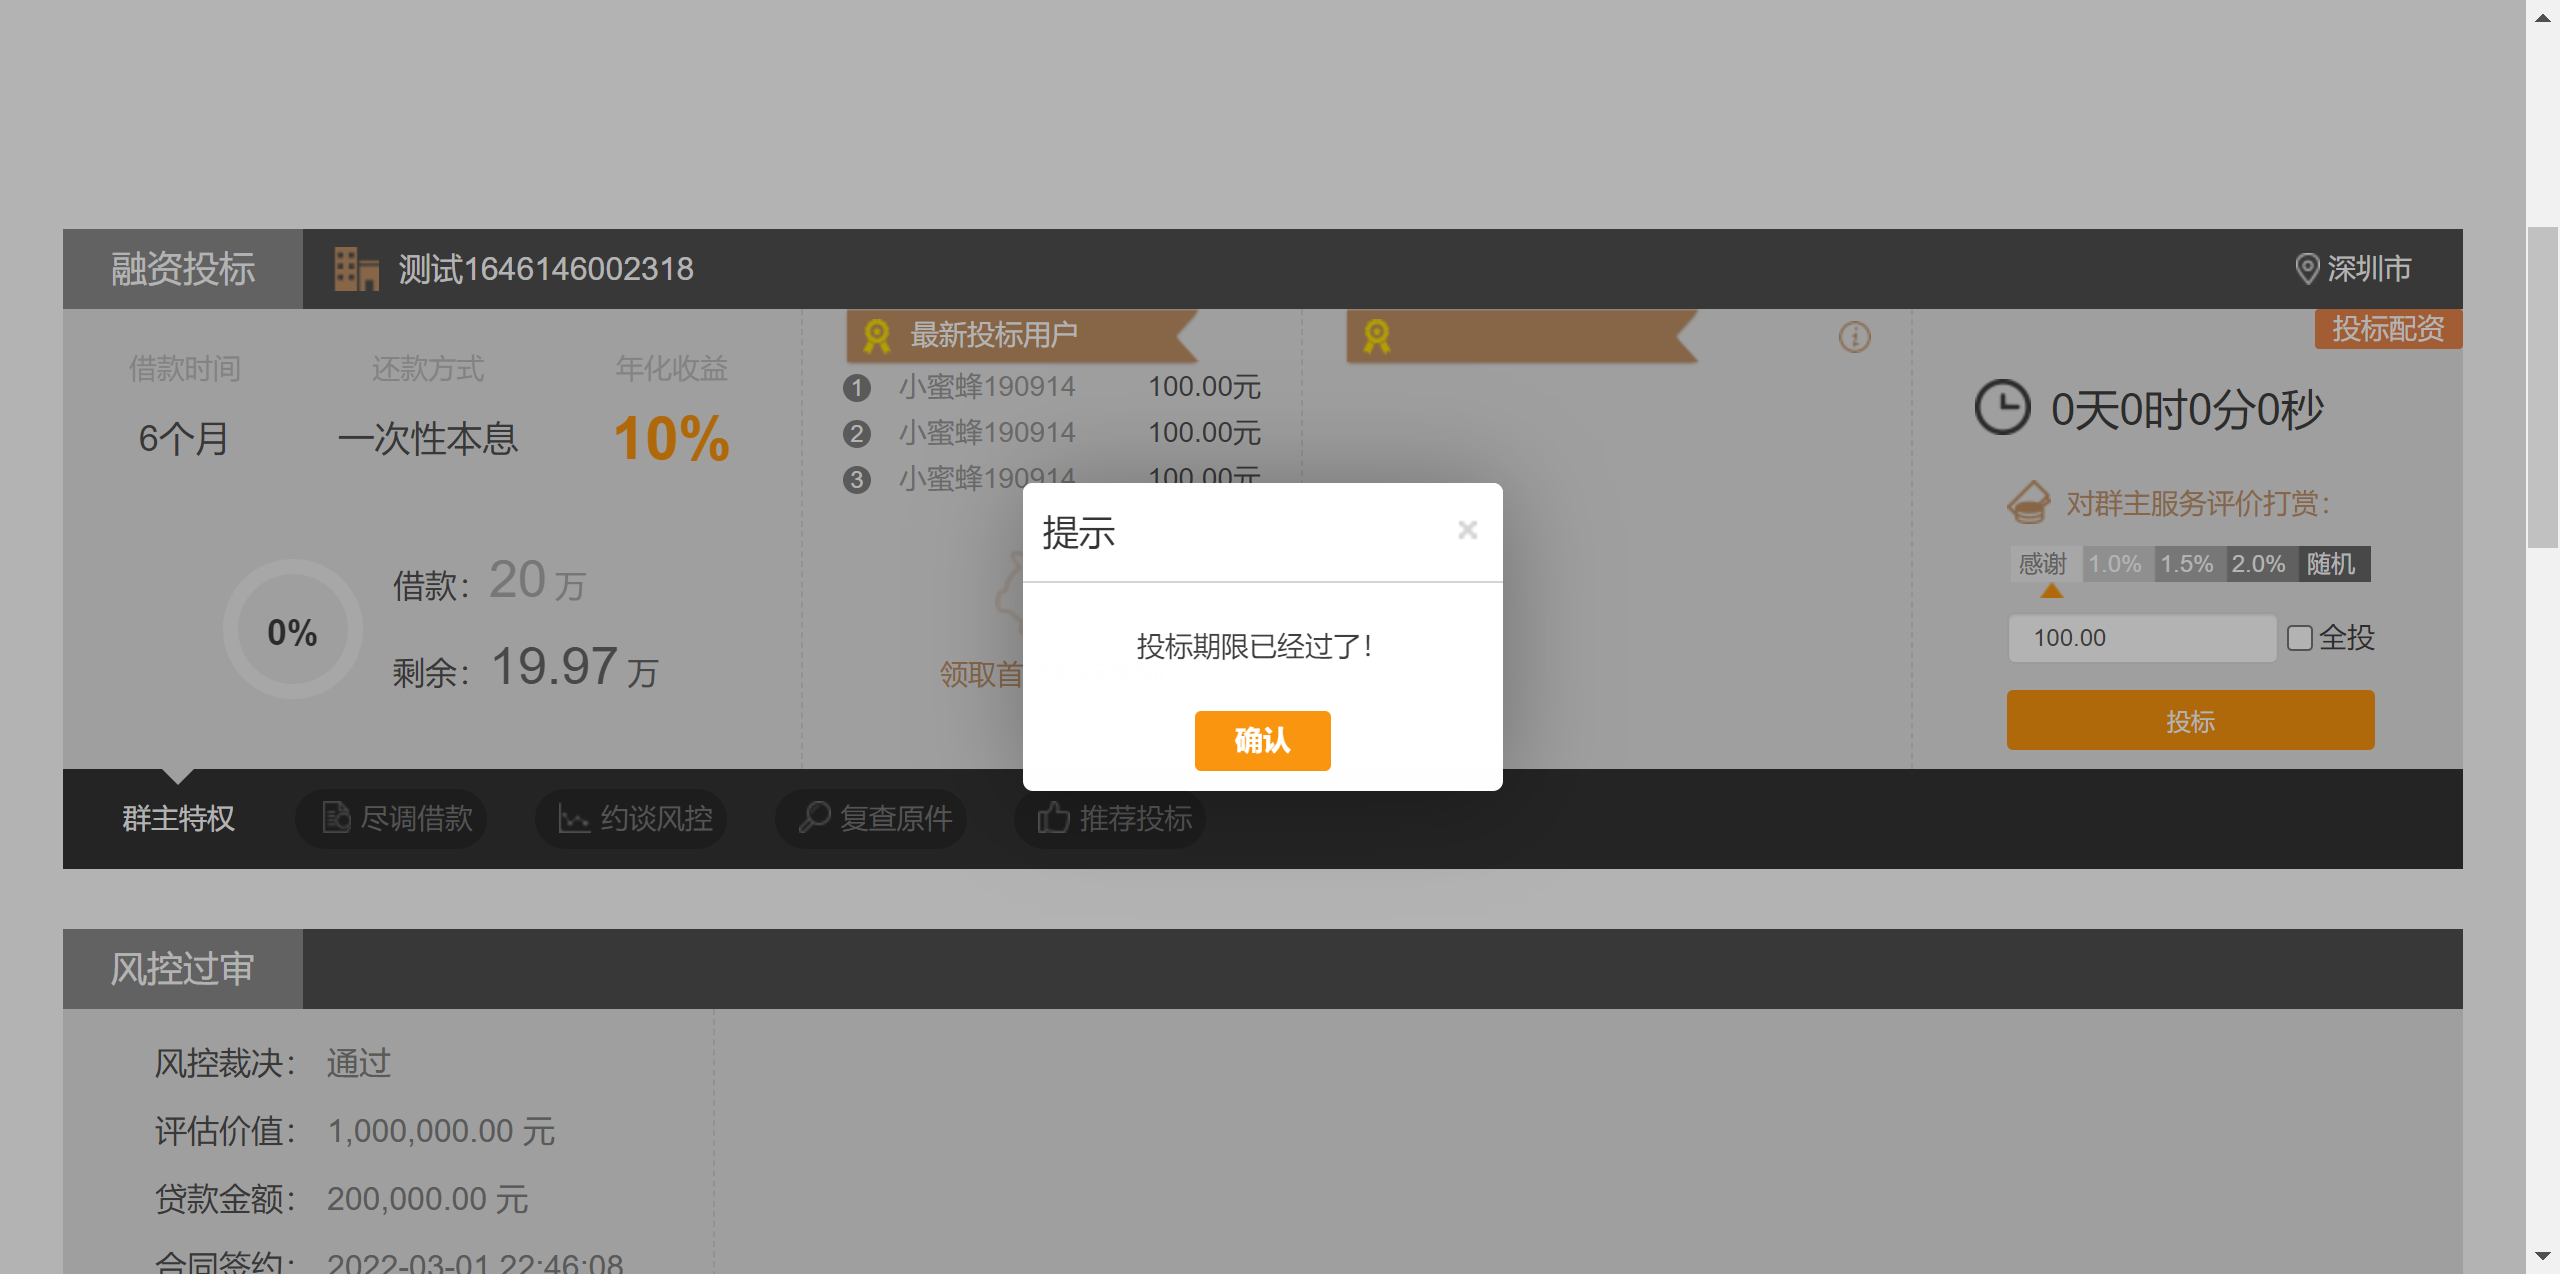 融资投标
测试1646146002318
深圳市
借款时间
还款方式
年化收益
6个月
一次性本息
10%
0%
借款：20 万
剩余：19.97 万
最新投标用户
1 小蜜蜂190914 100.00元
2 小蜜蜂190914 100.00元
3 小蜜蜂190914 100.00元
领取首
投标配资
0天0时0分0秒
对群主服务评价打赏：
感谢 1.0% 1.5% 2.0% 随机
100.00
全投
投标
提示
×
投标期限已经过了！
确认
群主特权
尽调借款
约谈风控
复查原件
推荐投标
风控过审
风控裁决： 通过
评估价值： 1,000,000.00 元
贷款金额： 200,000.00 元
合同签约： 2022-03-01 22:46:08